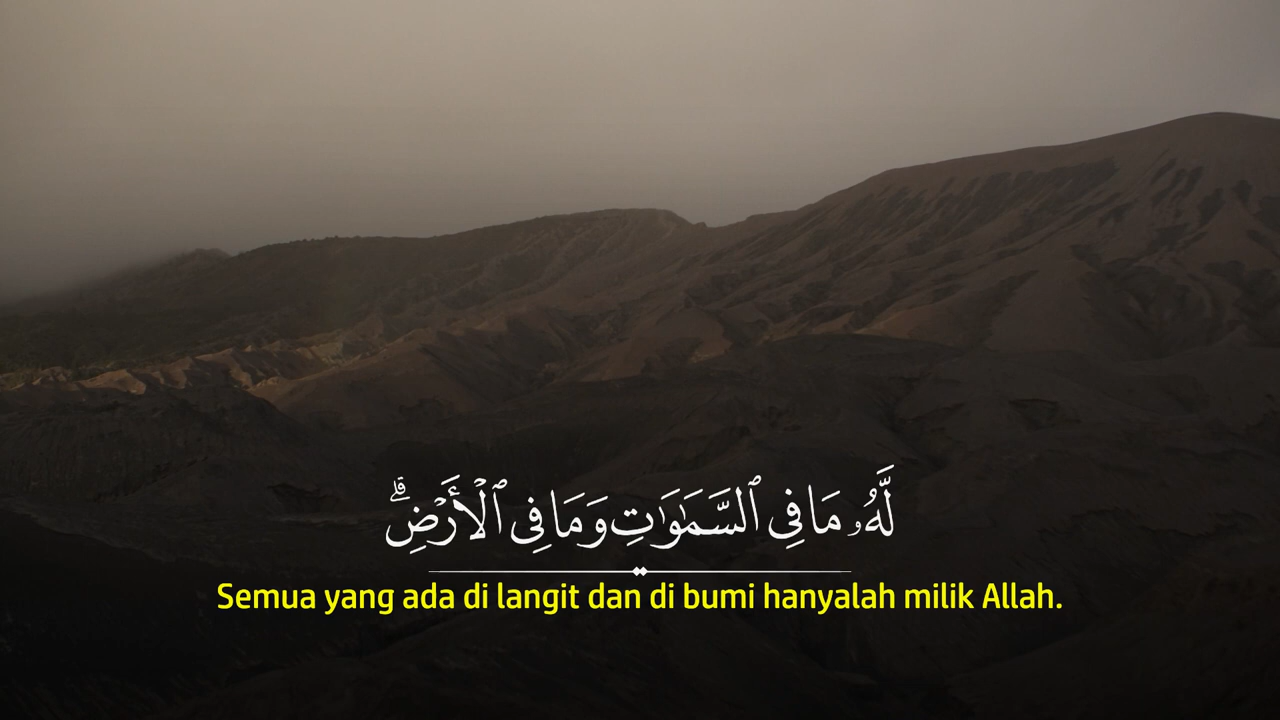 لَّهُۥ مَا فِي ٱلسَّمَـٰوَٰتِ وَمَا فِي ٱلْأَرْضِۗ
Semua yang ada di langit dan di bumi hanyalah milik Allah.